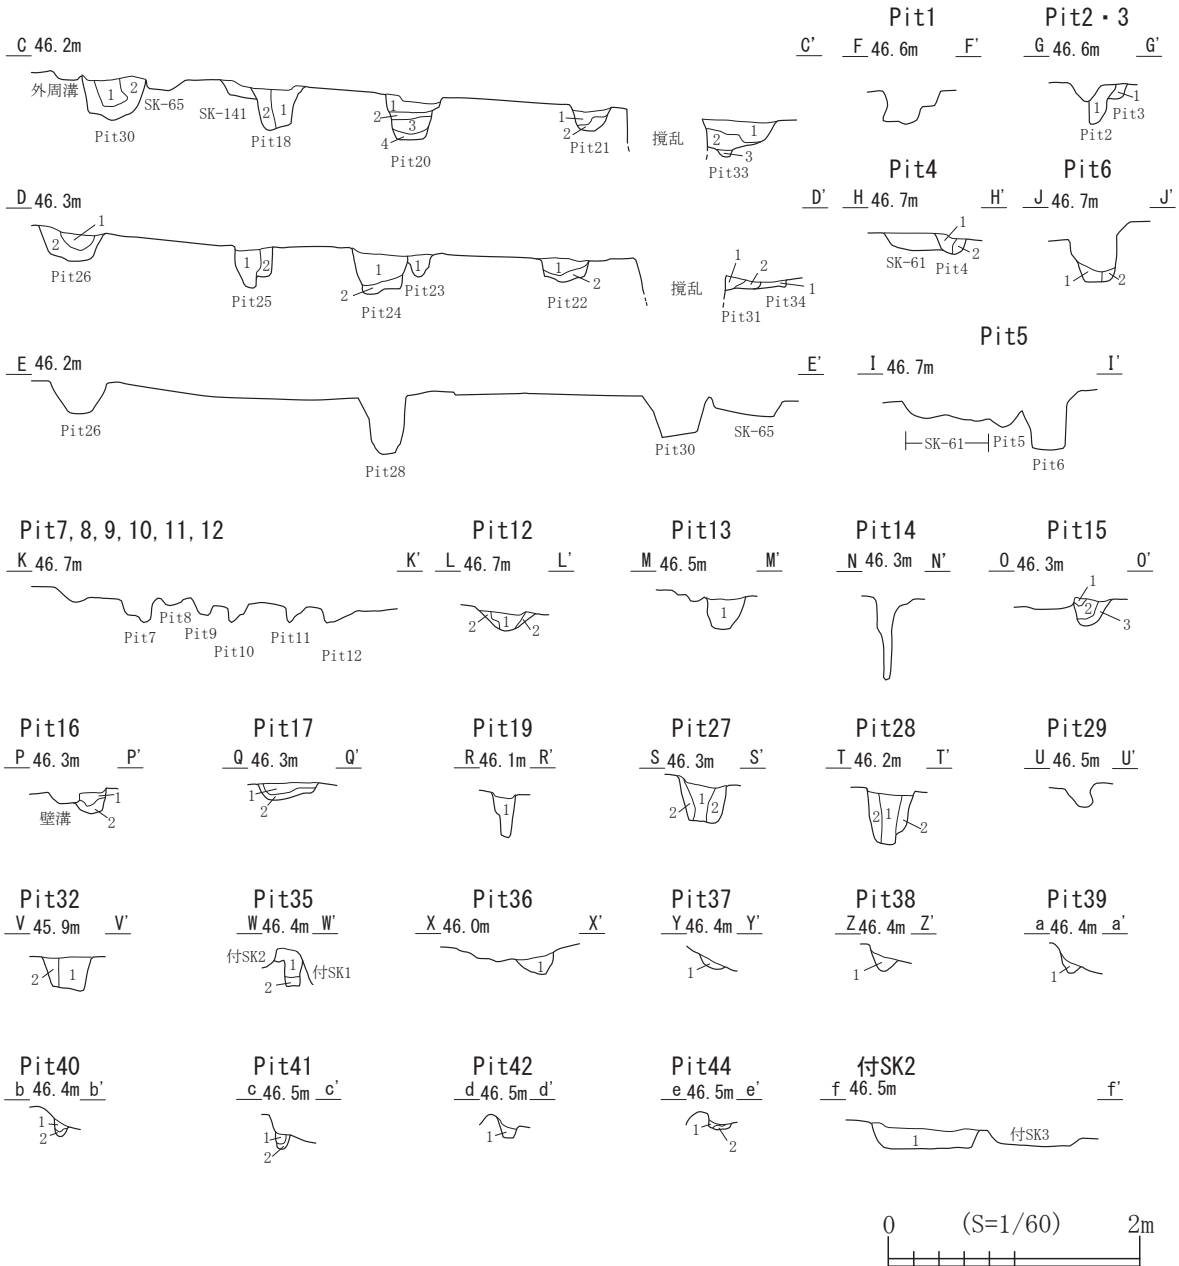 Pit1
Pit2・3
C 46.2m C'
F 46.6m F'
G 46.6m G'
外周溝
1
2
SK-65
Pit30
SK-141
2
1
Pit18
1
2
3
4
Pit20
1
2
Pit21
撹乱
2
1
3
Pit33
1
1
Pit3
Pit2
Pit4
Pit6
D 46.3m D'
H 46.7m H'
J 46.7m J'
2
1
Pit26
1
2
Pit25
1
2
Pit24
1
Pit23
1
2
Pit22
撹乱
1
2
1
Pit31
Pit34
1
2
SK-61
Pit4
1
2
Pit5
E 46.2m E'
I 46.7m I'
Pit26
Pit28
Pit30
SK-65
SK-61
Pit5
Pit6
Pit7, 8, 9, 10, 11, 12
K 46.7m K'
Pit7
Pit8
Pit9
Pit10
Pit11
Pit12
Pit12
L 46.7m L'
2
1
2
Pit13
M 46.5m M'
1
Pit14
N 46.3m N'
Pit15
O 46.3m O'
1
2
3
Pit16
P 46.3m P'
1
2
壁溝
Pit17
Q 46.3m Q'
1
2
Pit19
R 46.1m R'
1
Pit27
S 46.3m S'
2
1
2
Pit28
T 46.2m T'
2
1
2
Pit29
U 46.5m U'
Pit32
V 45.9m V'
2
1
Pit35
W 46.4m W'
付SK2
1
付SK1
2
Pit36
X 46.0m X'
1
Pit37
Y 46.4m Y'
1
Pit38
Z 46.4m Z'
1
Pit39
a 46.4m a'
1
Pit40
b 46.4m b'
1
2
Pit41
c 46.5m c'
1
2
Pit42
d 46.5m d'
1
Pit44
e 46.5m e'
1
2
付SK2
f 46.5m f'
1
付SK3
0 (S=1/60) 2m